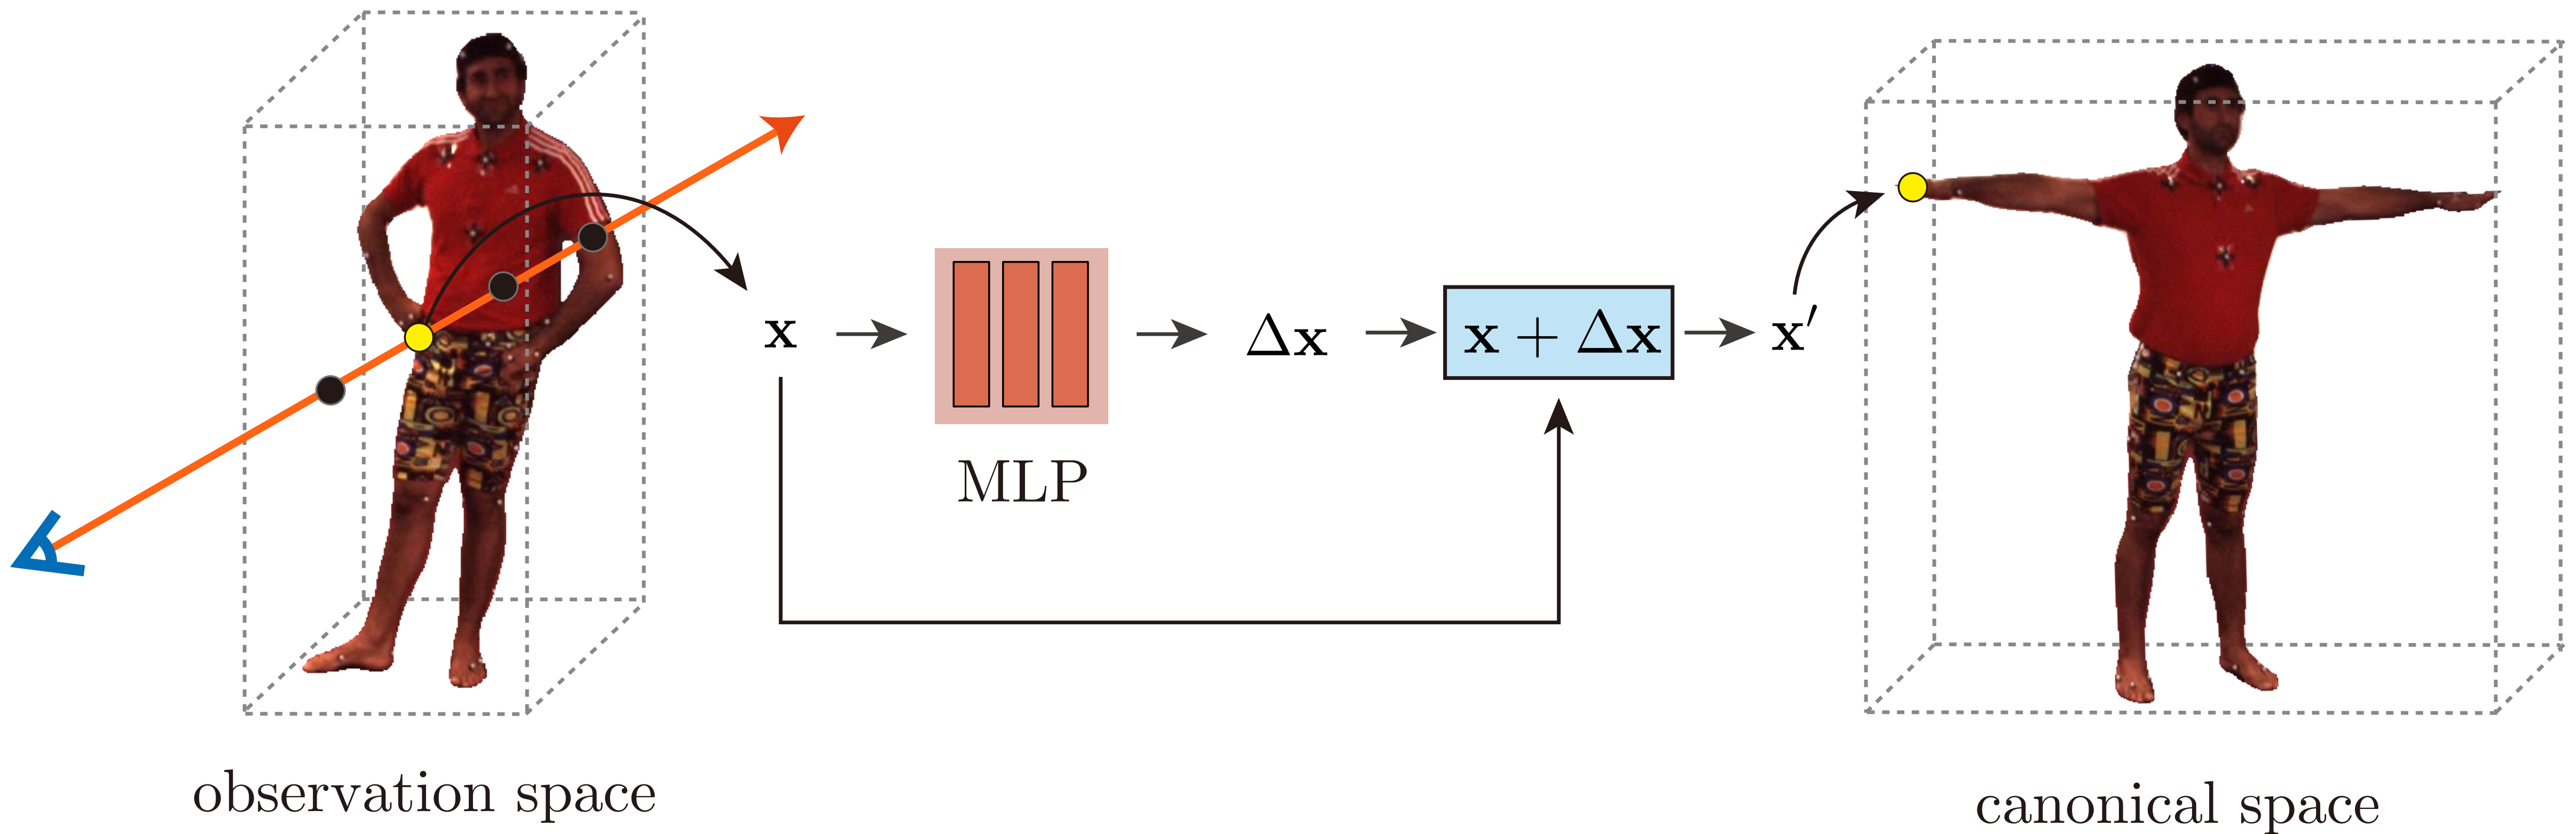 x
MLP
Δx
x + Δx
x′
observation space
canonical space